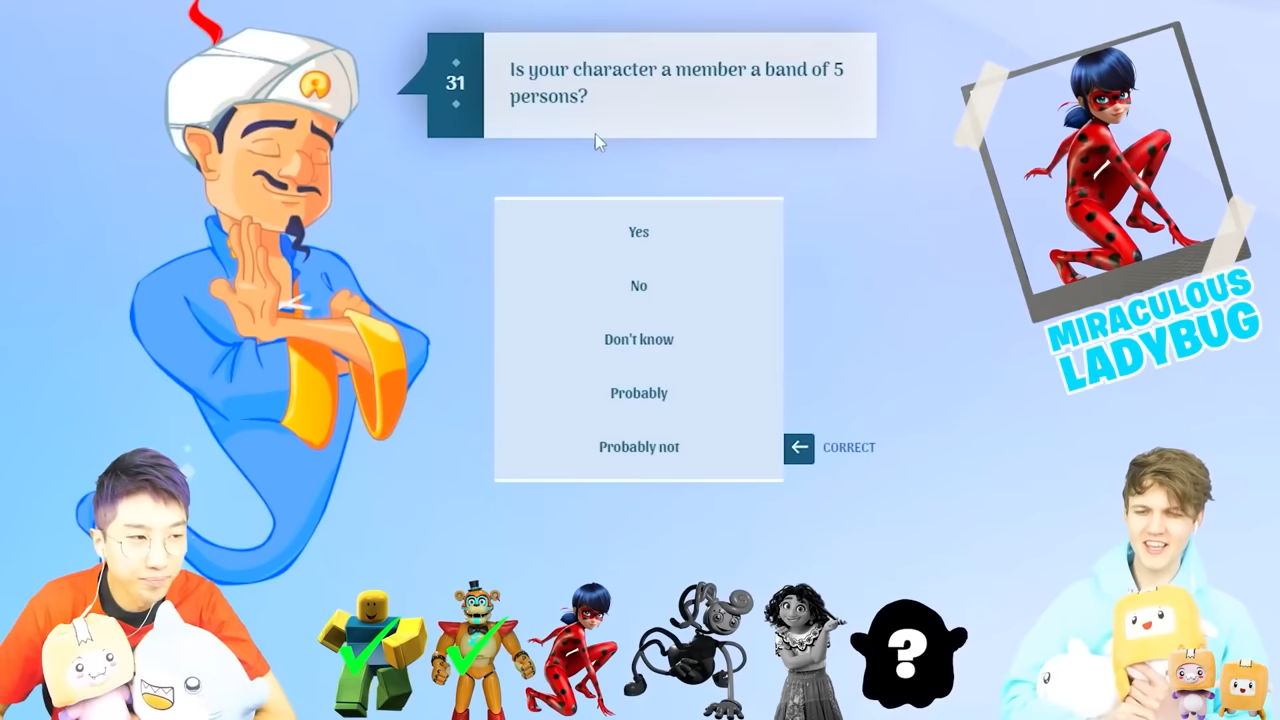 31
Is your character a member a band of 5
persons?
Yes
No
Don't know
Probably
Probably not
CORRECT
MIRACULOUS
LADYBUG
?